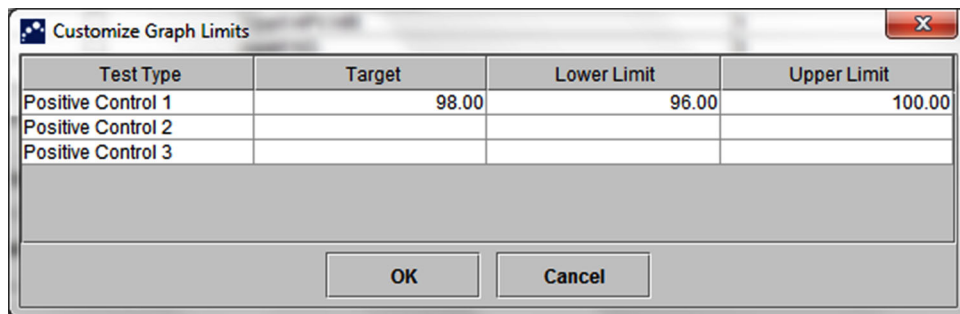 Customize Graph Limits
Test Type Target Lower Limit Upper Limit
Positive Control 1 98.00 96.00 100.00
Positive Control 2
Positive Control 3
OK Cancel